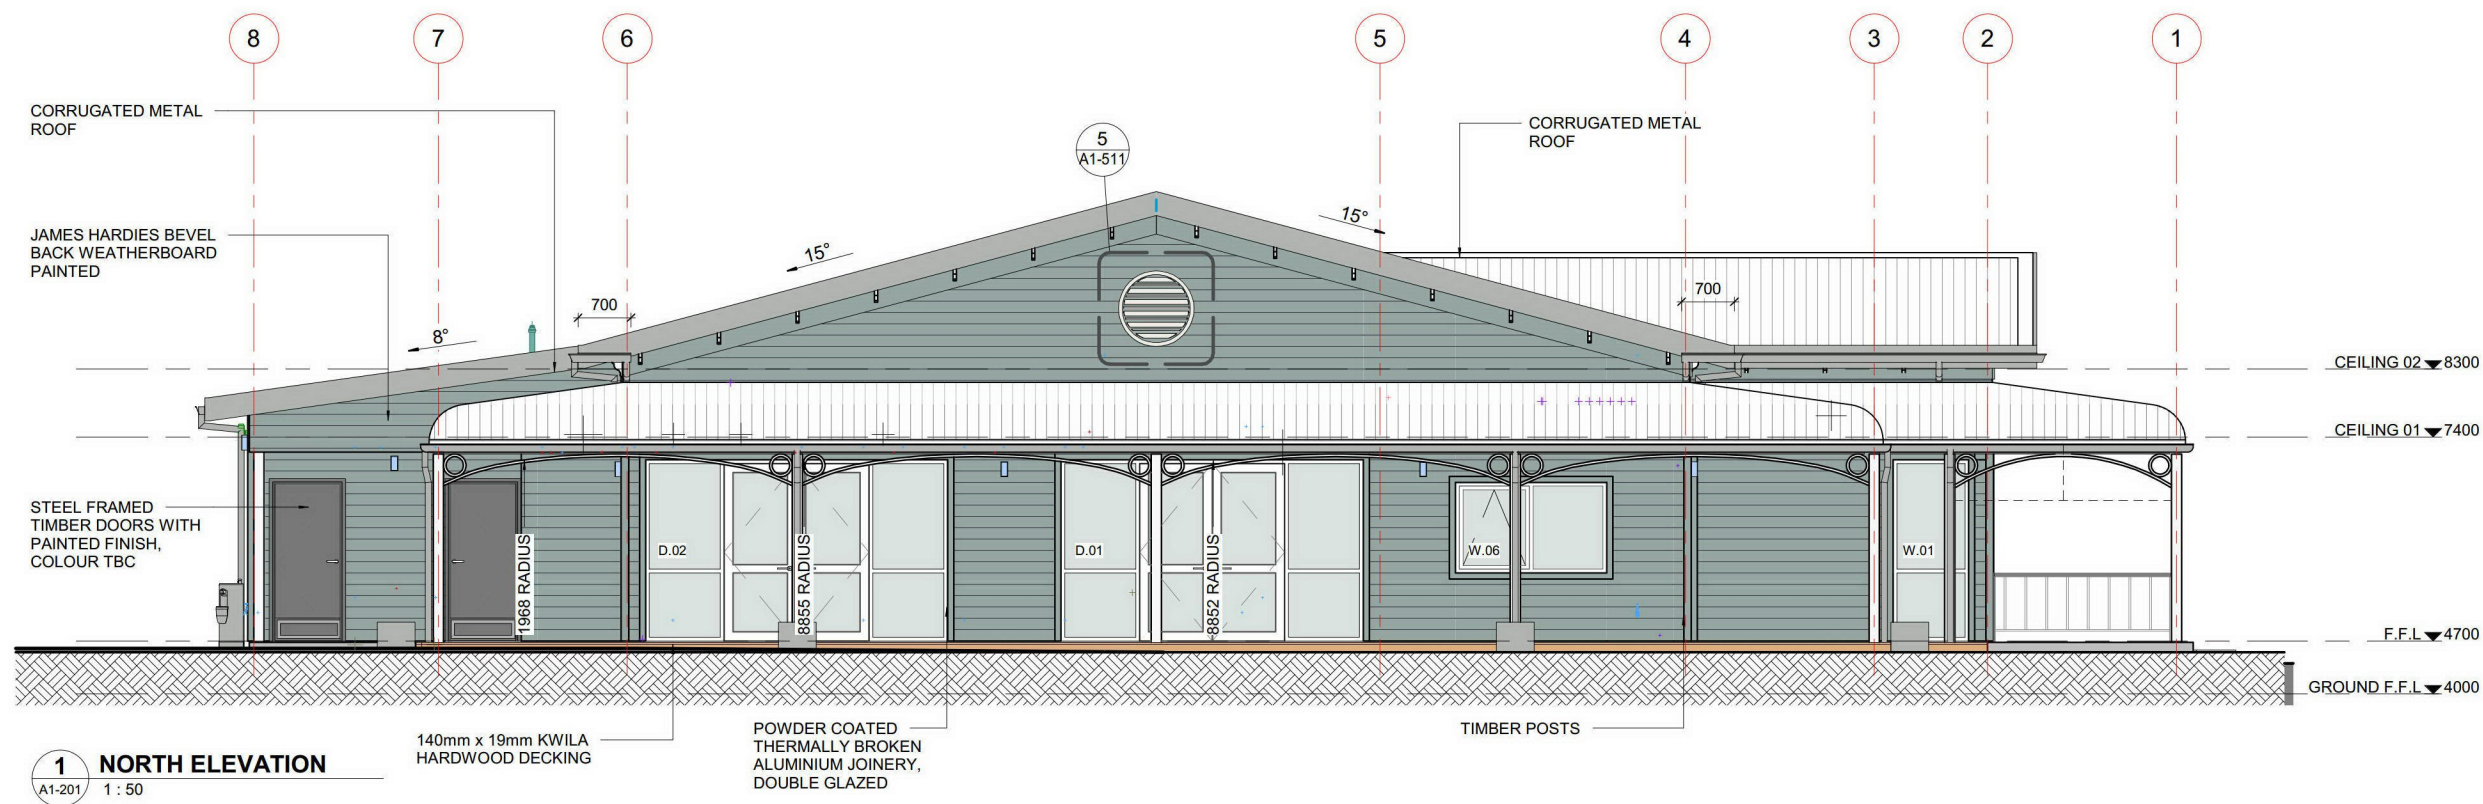 8
7
6
5
4
3
2
1
CORRUGATED METAL
ROOF
CORRUGATED METAL
ROOF
5
A1-511
JAMES HARDIES BEVEL
BACK WEATHERBOARD
PAINTED
15°
15°
700
700
8°
CEILING 02 8300
CEILING 01 7400
STEEL FRAMED
TIMBER DOORS WITH
PAINTED FINISH,
COLOUR TBC
D.02
D.01
W.06
W.01
1968 RADIUS
8855 RADIUS
8852 RADIUS
F.F.L 4700
GROUND F.F.L 4000
140mm x 19mm KWILA
HARDWOOD DECKING
POWDER COATED
THERMALLY BROKEN
ALUMINIUM JOINERY,
DOUBLE GLAZED
TIMBER POSTS
1
A1-201
NORTH ELEVATION
1 : 50